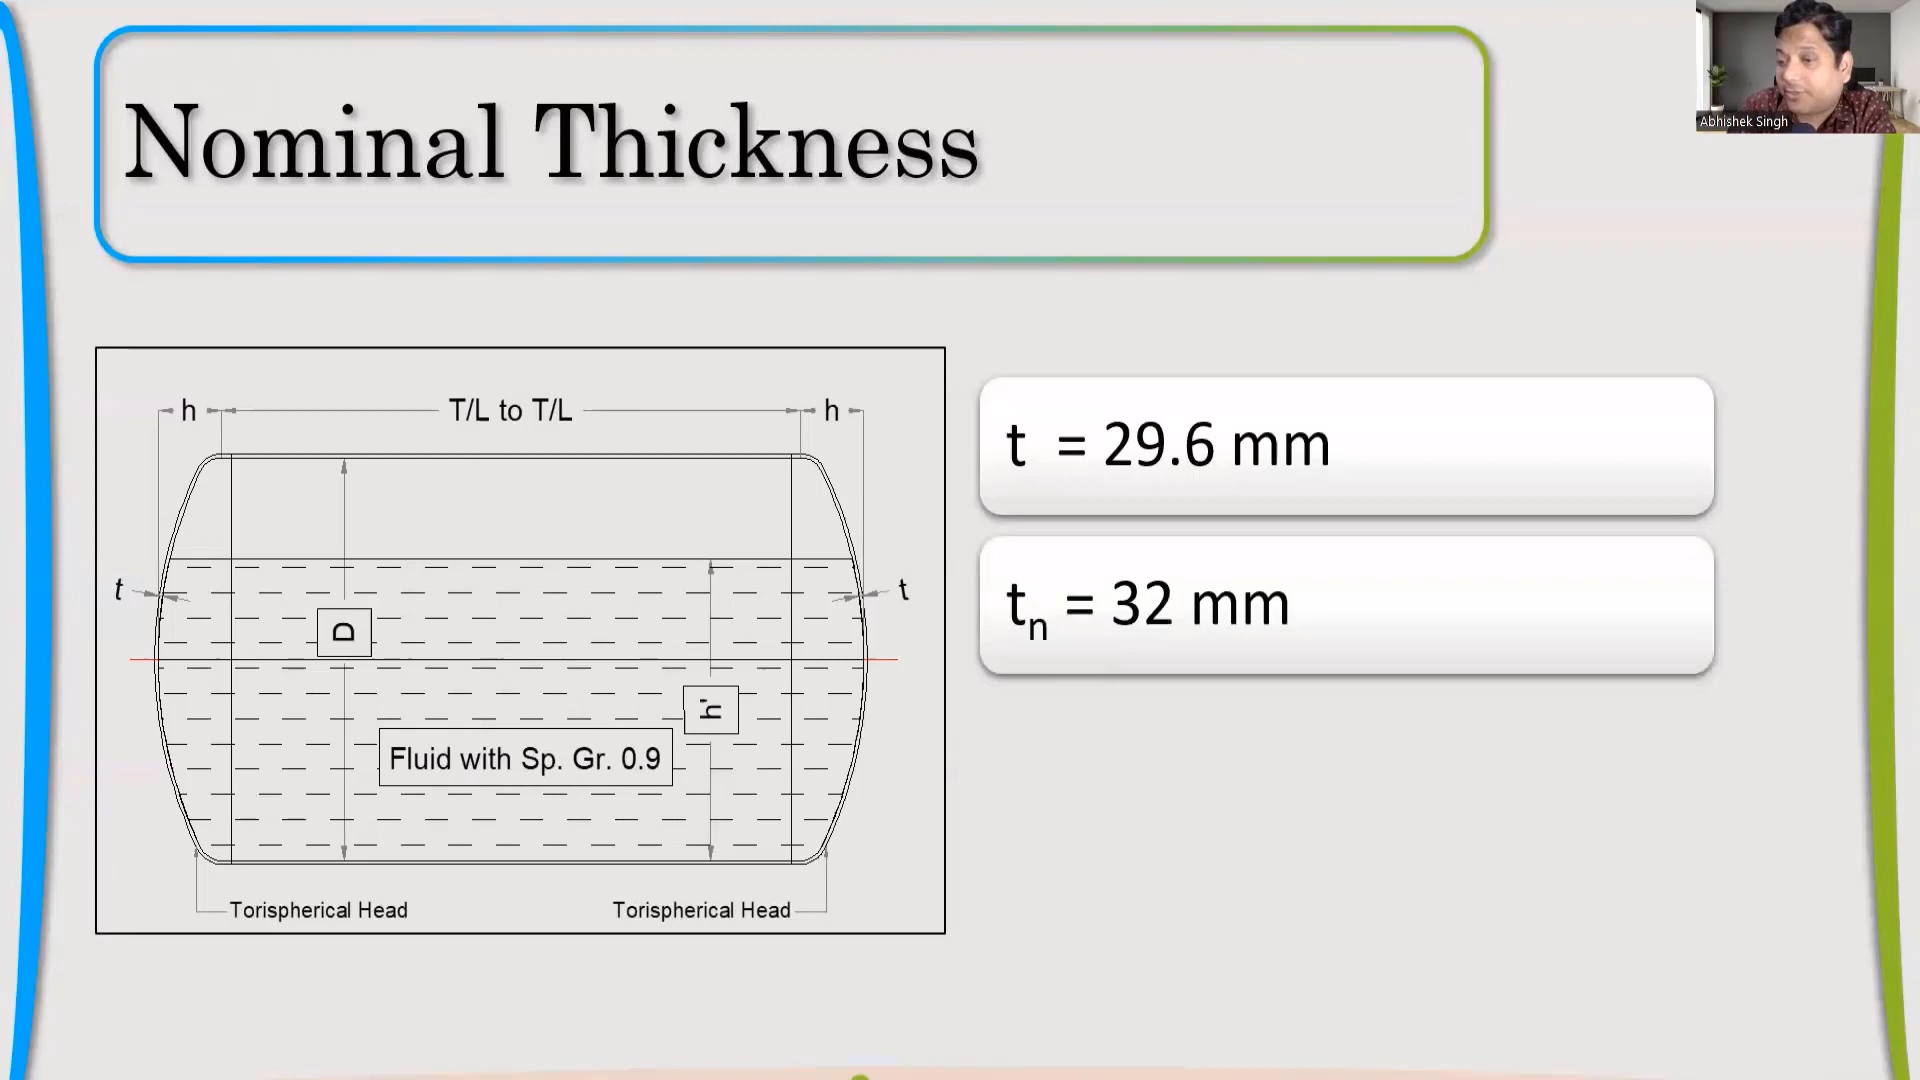 Abhishek Singh
Nominal Thickness
h
T/L to T/L
h
t = 29.6 mm
t
t
D
tₙ = 32 mm
h'
Fluid with Sp. Gr. 0.9
Torispherical Head
Torispherical Head